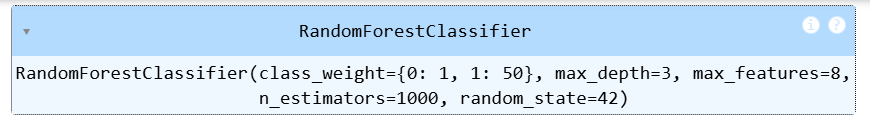 RandomForestClassifier
i ?
RandomForestClassifier(class_weight={0: 1, 1: 50}, max_depth=3, max_features=8,
n_estimators=1000, random_state=42)